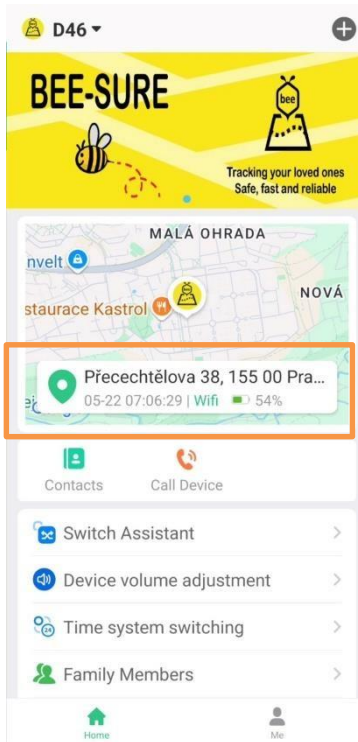 D46
BEE-SURE
bee
Tracking your loved ones
Safe, fast and reliable
MALÁ OHRADA
nvelt
NOVÁ
staurace Kastrol
Přecechtělova 38, 155 00 Pra...
05-22 07:06:29 | Wifi 54%
Contacts
Call Device
Switch Assistant
Device volume adjustment
24
Time system switching
Family Members
Home
Me